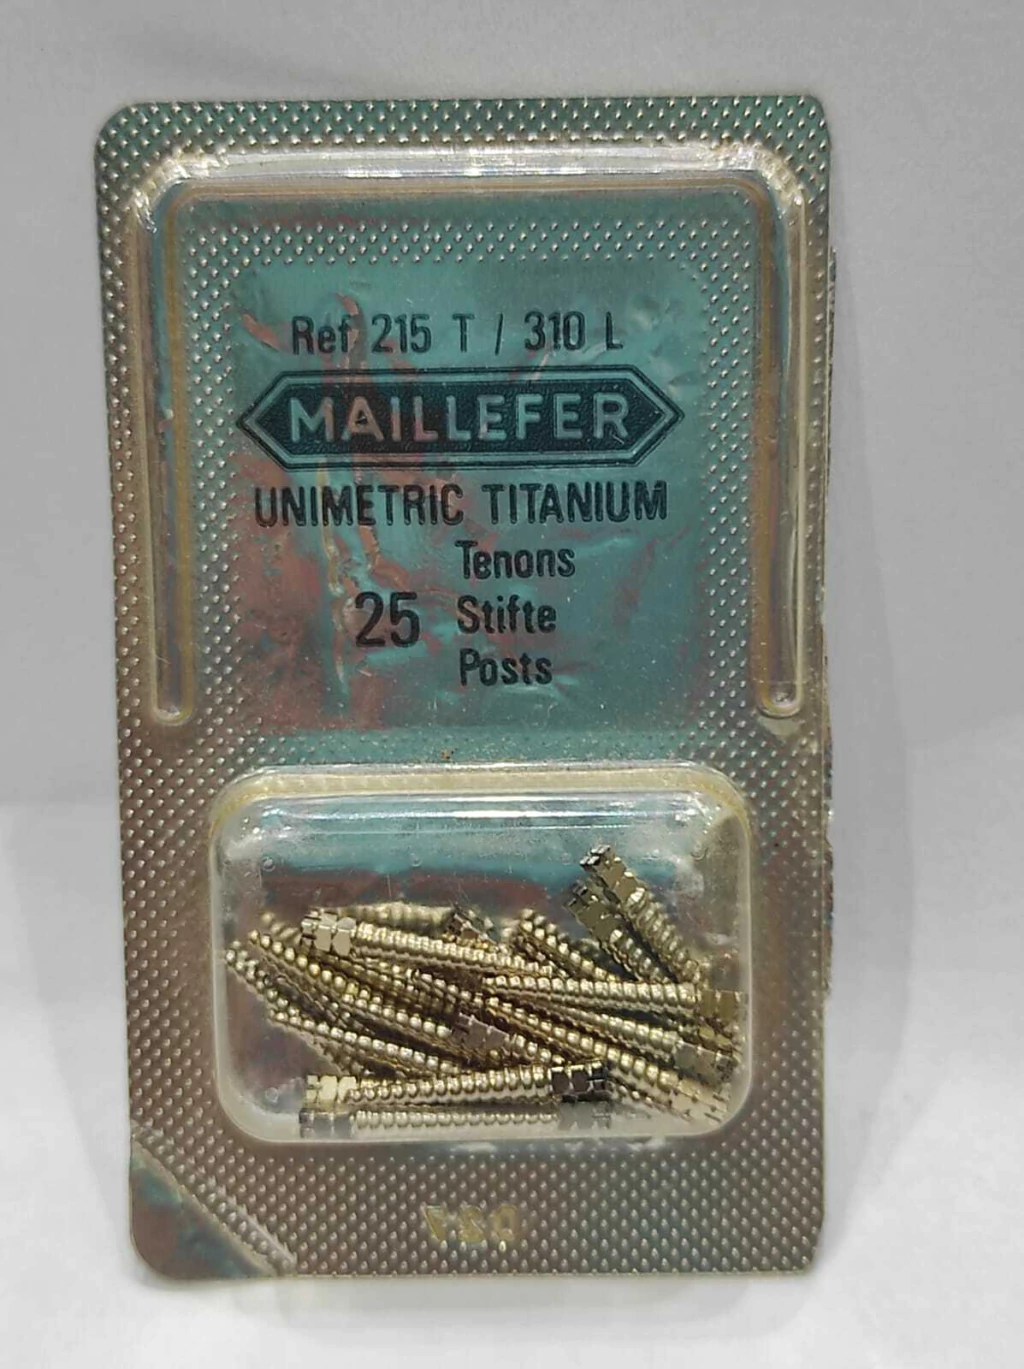 Ref 215 T / 310 L
MAILLEFER
UNIMETRIC TITANIUM
Tenons
25 Stifte
Posts